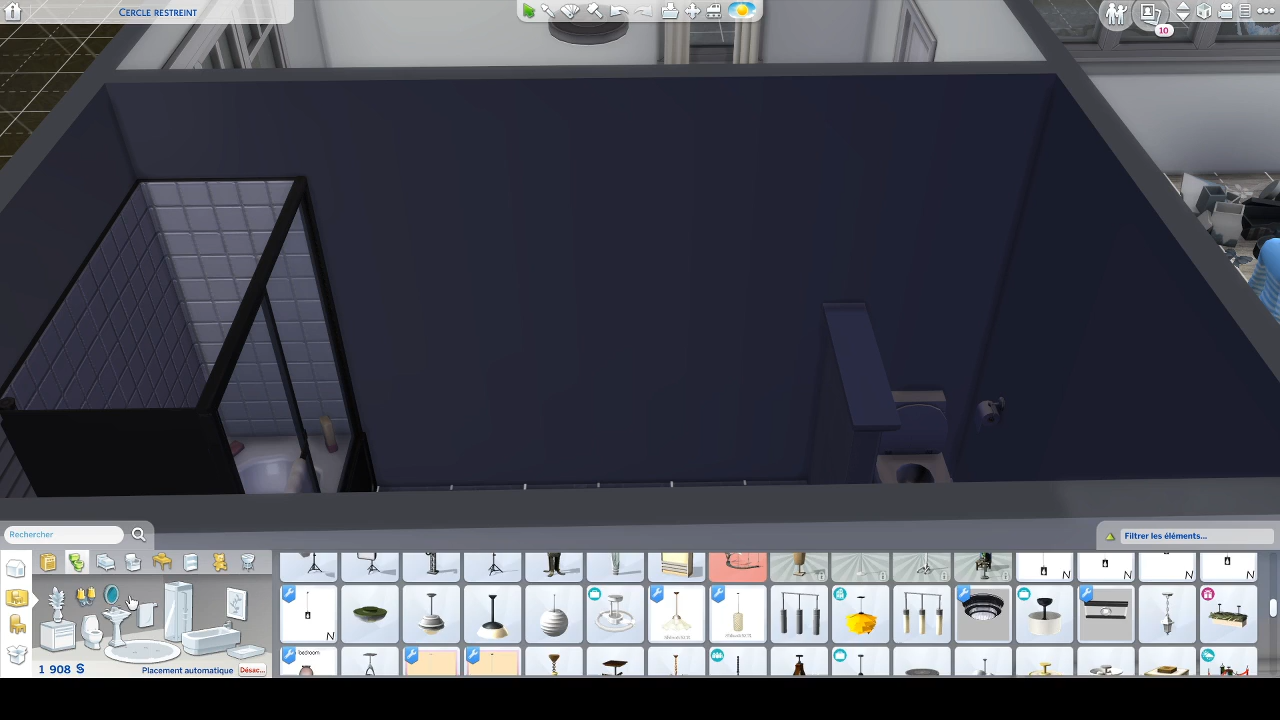 CERCLE RESTREINT
10
Rechercher
Filtrer les éléments...
N
N
N
N
N
bedroom
1 908 $
Placement automatique
Désac...